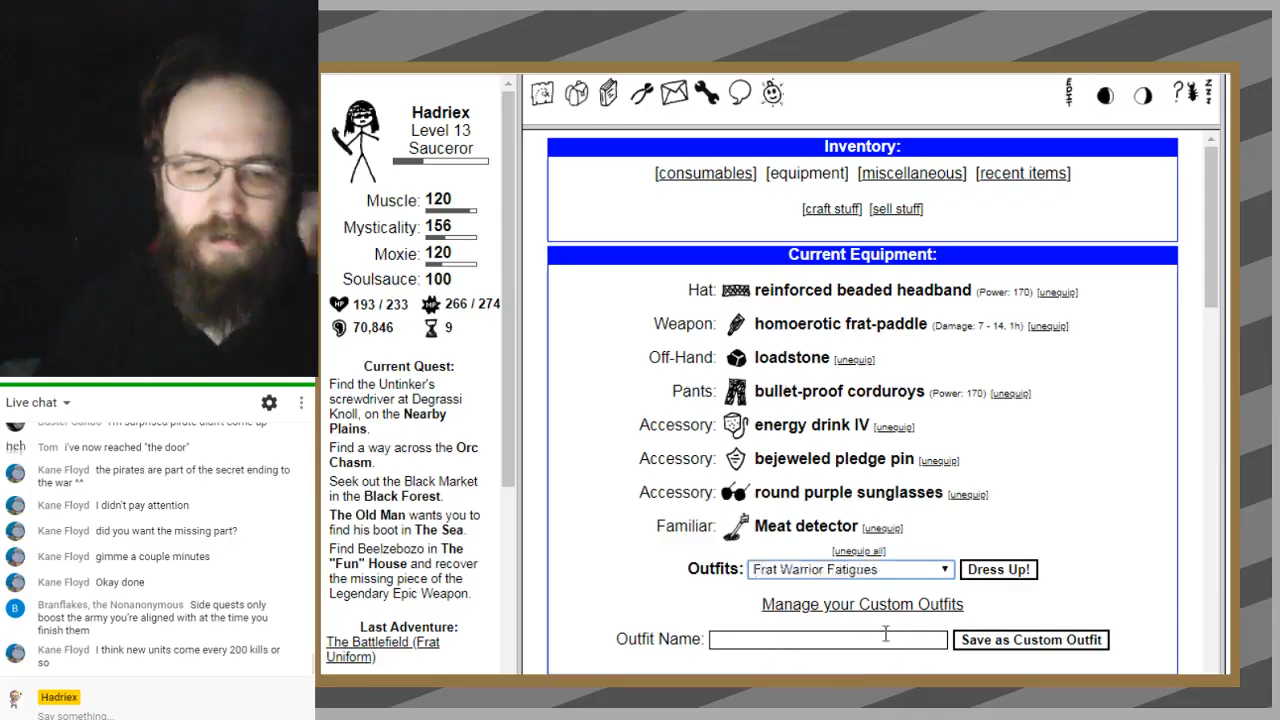 Hadriex
Level 13
Sauceror
Muscle: 120
Mysticality: 156
Moxie: 120
Soulsauce: 100
HP 193 / 233 MP 266 / 274
70,846 9
Current Quest:
Find the Untinker's
screwdriver at Degrassi
Knoll, on the Nearby
Plains.
Find a way across the Orc
Chasm.
Seek out the Black Market
in the Black Forest.
The Old Man wants you to
find his boot in The Sea.
Find Beelzebozo in The
"Fun" House and recover
the missing piece of the
Legendary Epic Weapon.
Last Adventure:
The Battlefield (Frat
Uniform)
Inventory:
[consumables] [equipment] [miscellaneous] [recent items]
[craft stuff] [sell stuff]
Current Equipment:
Hat: reinforced beaded headband (Power: 170) [unequip]
Weapon: homoerotic frat-paddle (Damage: 7 - 14, 1h) [unequip]
Off-Hand: loadstone [unequip]
Pants: bullet-proof corduroys (Power: 170) [unequip]
Accessory: energy drink IV [unequip]
Accessory: bejeweled pledge pin [unequip]
Accessory: round purple sunglasses [unequip]
Familiar: Meat detector [unequip]
[unequip all]
Outfits: Frat Warrior Fatigues Dress Up!
Manage your Custom Outfits
Outfit Name: Save as Custom Outfit
Live chat
I'm surprised pirate didn't come up
Tom i've now reached "the door"
Kane Floyd the pirates are part of the secret ending to
the war ^^
Kane Floyd I didn't pay attention
Kane Floyd did you want the missing part?
Kane Floyd gimme a couple minutes
Kane Floyd Okay done
B Branflakes, the Nonanonymous Side quests only
boost the army you're aligned with at the time you
finish them
Kane Floyd I think new units come every 200 kills or
so
Hadriex
Say something...